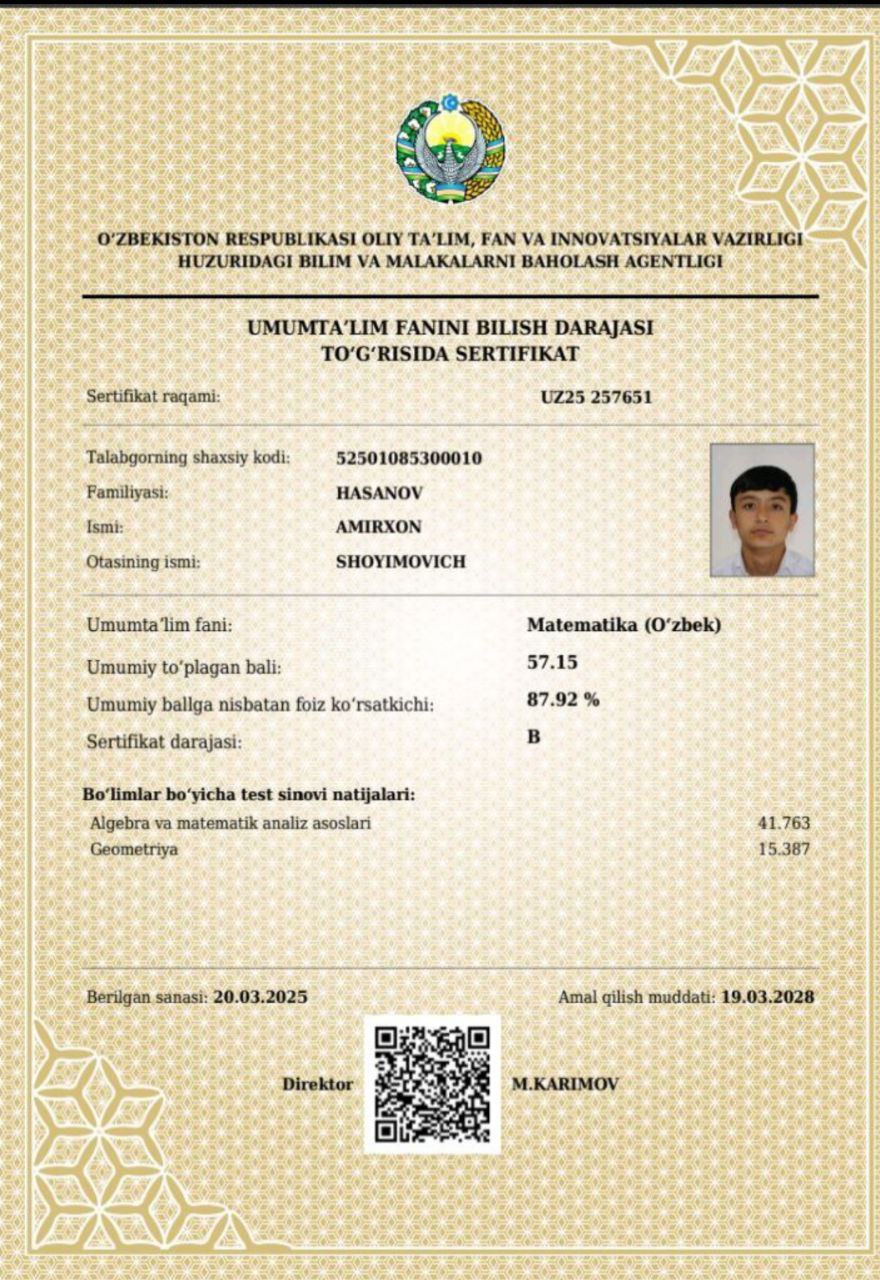 O‘ZBEKISTON RESPUBLIKASI OLIY TA’LIM, FAN VA INNOVATSIYALAR VAZIRLIGI
HUZURIDAGI BILIM VA MALAKALARNI BAHOLASH AGENTLIGI
UMUMTA’LIM FANINI BILISH DARAJASI
TO‘G‘RISIDA SERTIFIKAT
Sertifikat raqami: UZ25 257651
Talabgorning shaxsiy kodi: 52501085300010
Familiyasi: HASANOV
Ismi: AMIRXON
Otasining ismi: SHOYIMOVICH
Umumta’lim fani: Matematika (O‘zbek)
Umumiy to‘plagan bali: 57.15
Umumiy ballga nisbatan foiz ko‘rsatkichi: 87.92 %
Sertifikat darajasi: B
Bo‘limlar bo‘yicha test sinovi natijalari:
Algebra va matematik analiz asoslari 41.763
Geometriya 15.387
Berilgan sanasi: 20.03.2025 Amal qilish muddati: 19.03.2028
Direktor M.KARIMOV